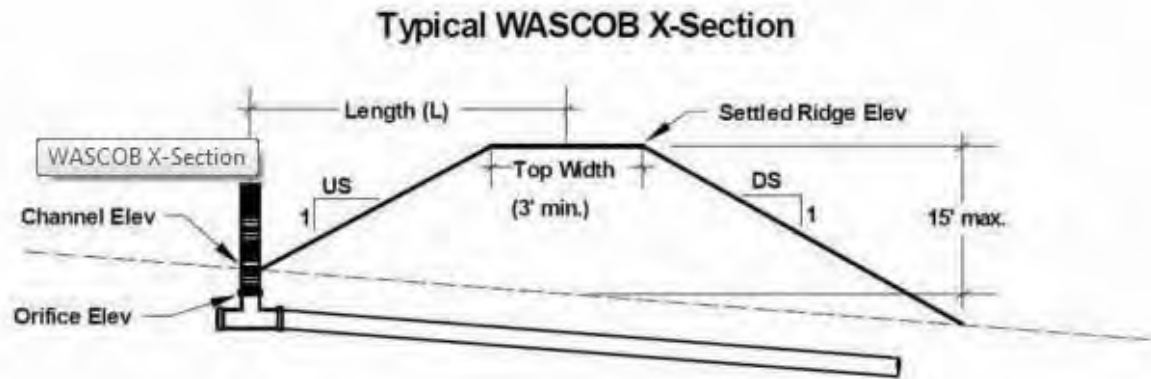 Typical WASCOB X-Section
Length (L)
Settled Ridge Elev
WASCOB X-Section
US
1
Top Width
(3' min.)
DS
1
Channel Elev
15' max.
Orifice Elev